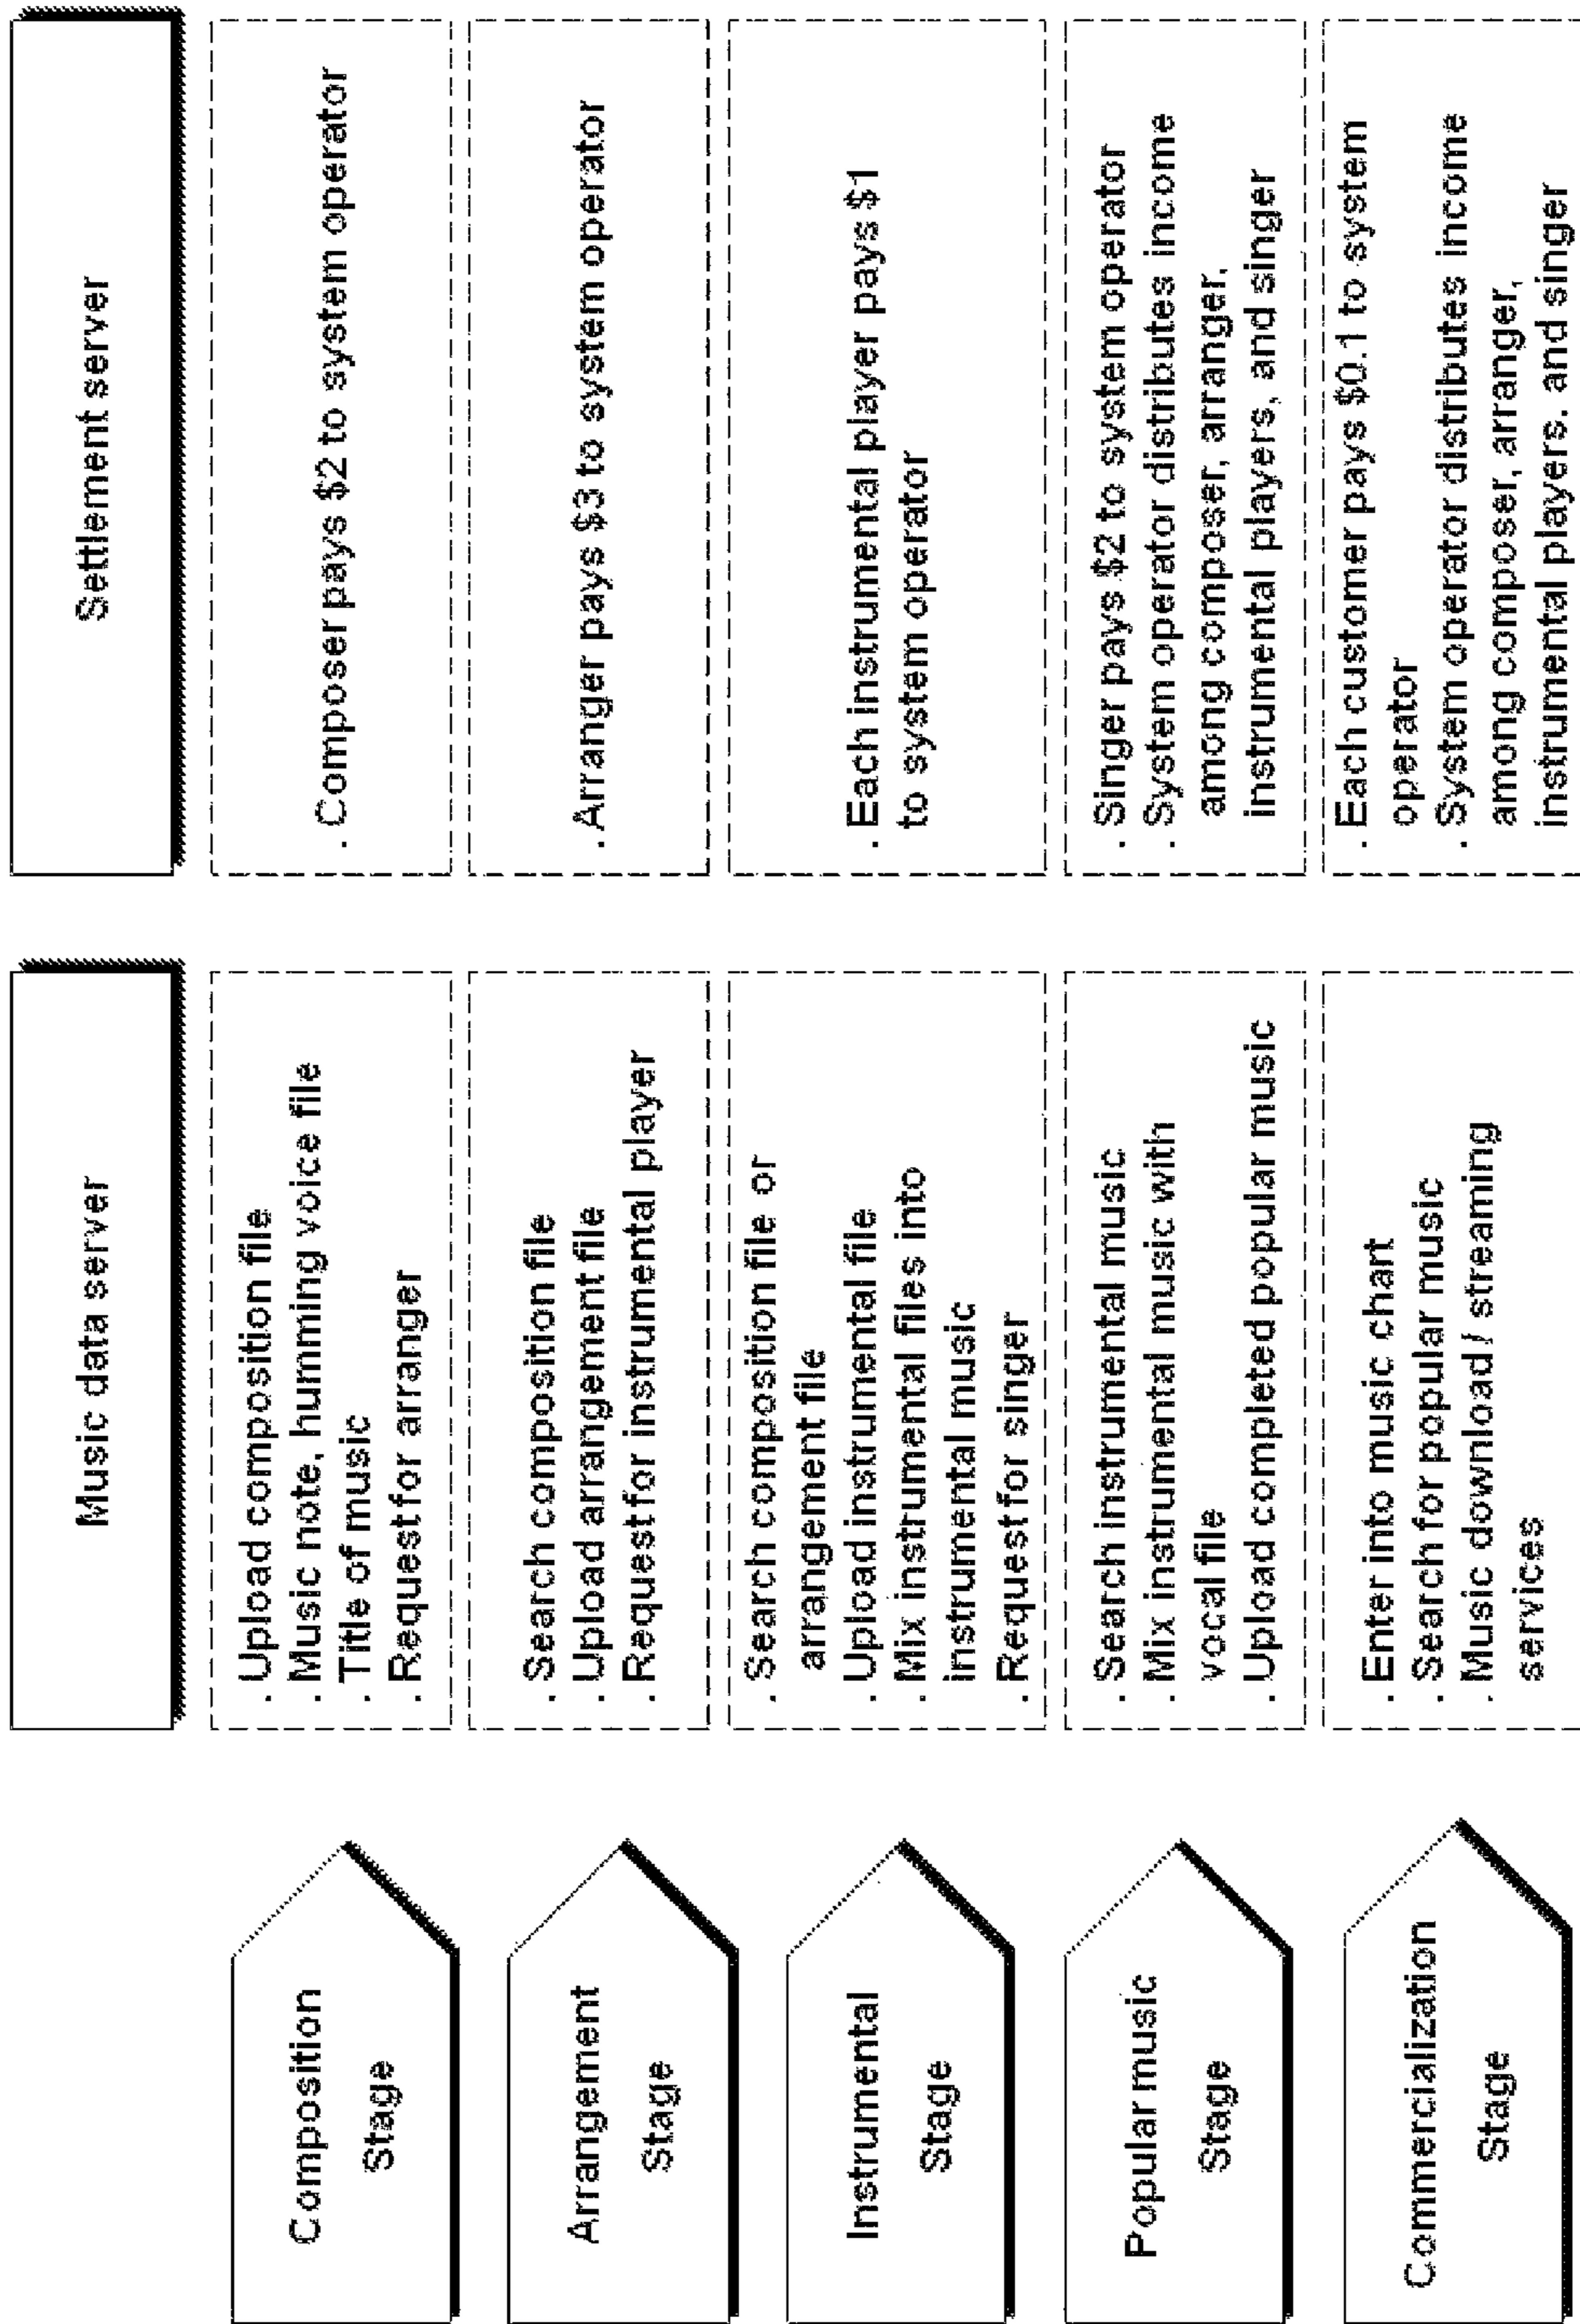 Music data server
Settlement server
Composition
Stage
. Upload composition file
. Music note, humming voice file
. Title of music
. Request for arranger
. Composer pays $2 to system operator
Arrangement
Stage
. Search composition file
. Upload arrangement file
. Request for instrumental player
. Arranger pays $3 to system operator
Instrumental
Stage
. Search composition file or
arrangement file
. Upload instrumental file
. Mix instrumental files into
instrumental music
. Request for singer
. Each instrumental player pays $1
to system operator
Popular music
Stage
. Search instrumental music
. Mix instrumental music with
vocal file
. Upload completed popular music
. Singer pays $2 to system operator
. System operator distributes income
among composer, arranger,
instrumental players, and singer
Commercialization
Stage
. Enter into music chart
. Search for popular music
. Music download / streaming
services
. Each customer pays $0.1 to system
operator
. System operator distributes income
among composer, arranger,
instrumental players. and singer